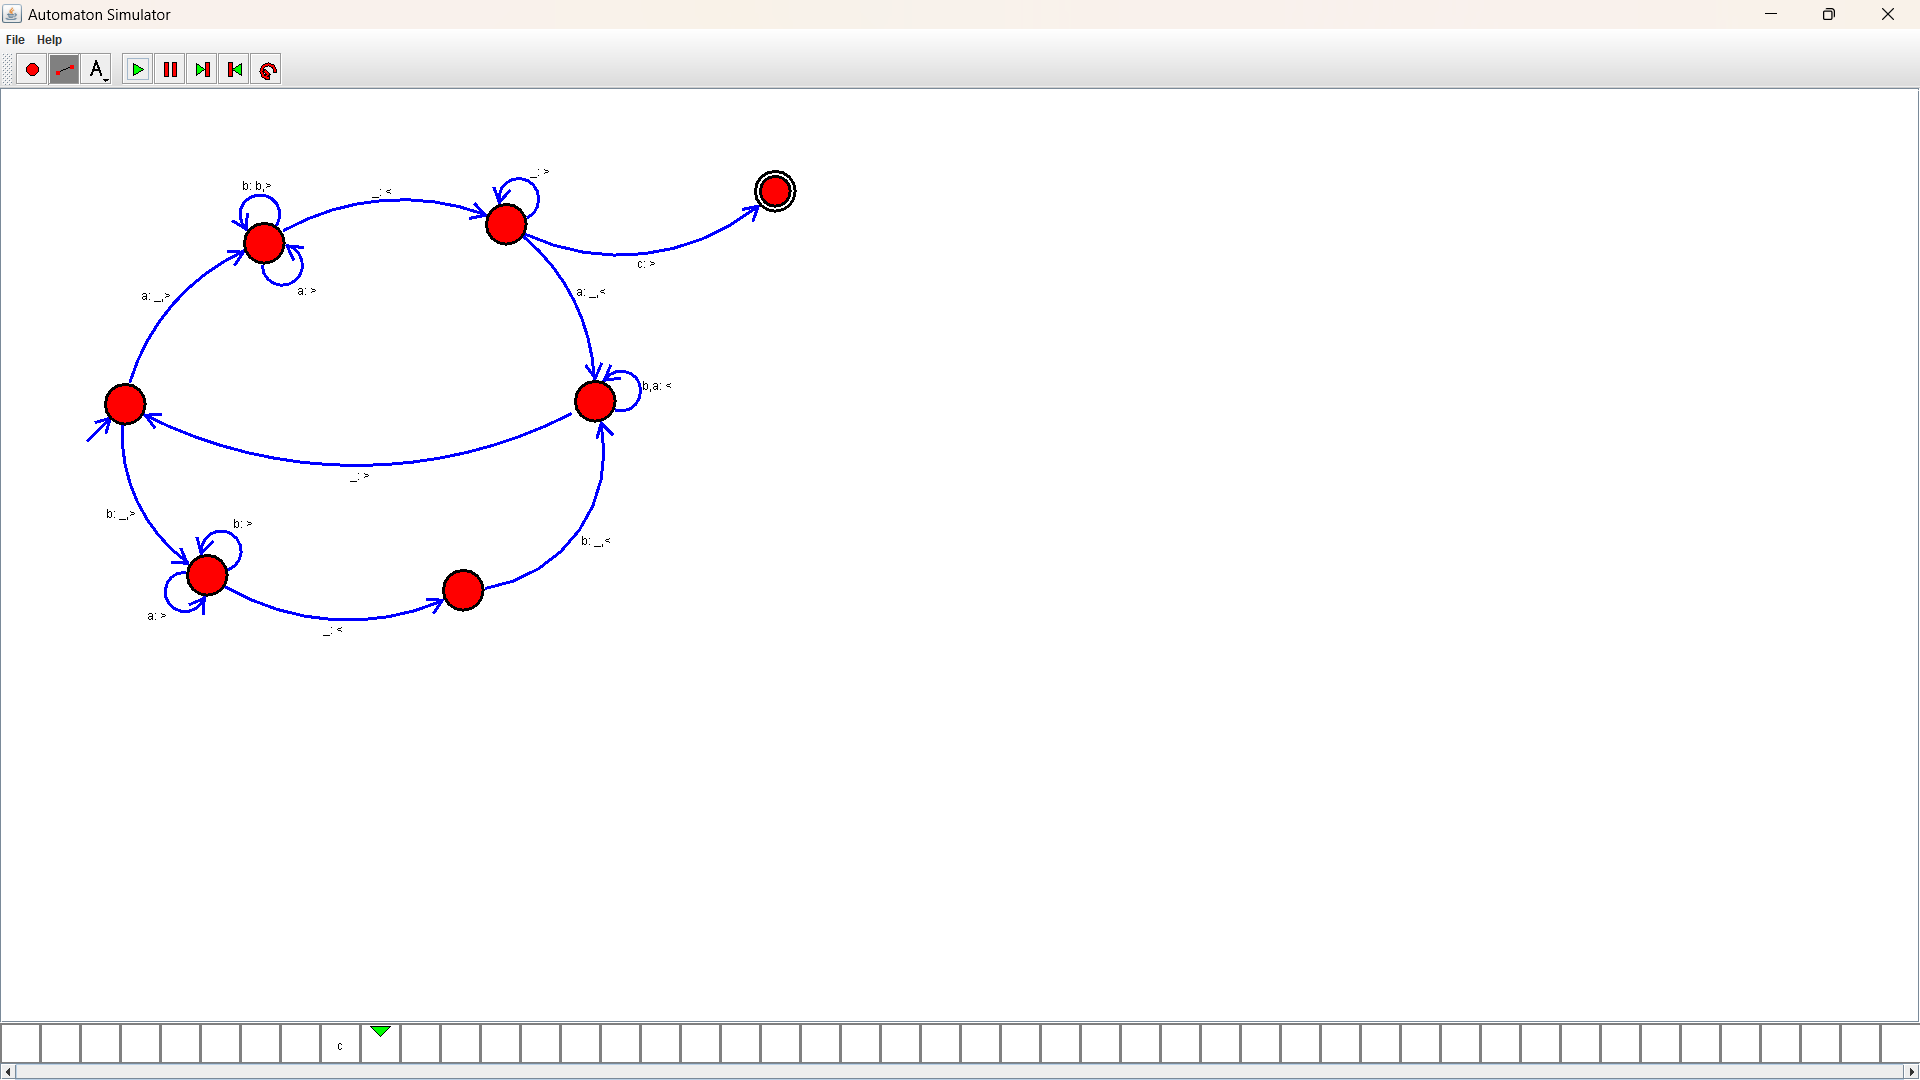 Automaton Simulator
File Help
A
_: >
b: b,>
_: <
c: >
a: >
a: _,<
a: _,>
b,a: <
_: >
b: _,>
b: >
b: _,<
a: >
_: <
c